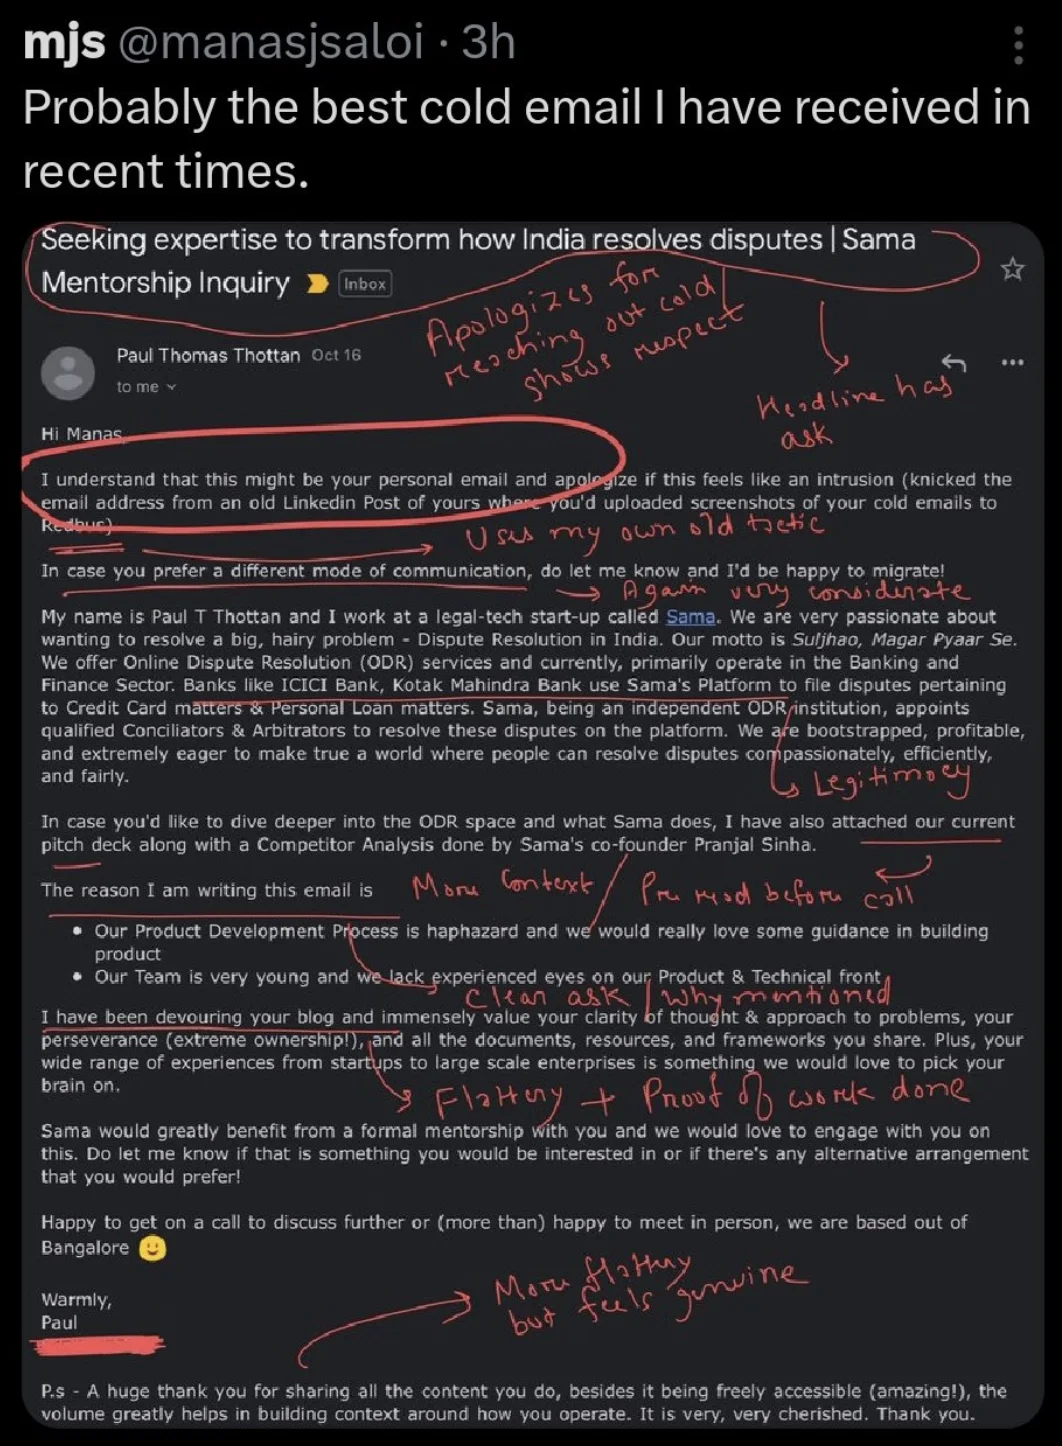 mjs @manasjsaloi · 3h
Probably the best cold email I have received in
recent times.
Seeking expertise to transform how India resolves disputes | Sama
Mentorship Inquiry Inbox
Apologizes for
reaching out cold
shows respect
Paul Thomas Thottan Oct 16
to me
Headline has
ask
Hi Manas,
I understand that this might be your personal email and apologize if this feels like an intrusion (knicked the
email address from an old Linkedin Post of yours where you'd uploaded screenshots of your cold emails to
Redbus)
Uses my own old tactic
In case you prefer a different mode of communication, do let me know and I'd be happy to migrate!
Again very considerate
My name is Paul T Thottan and I work at a legal-tech start-up called Sama. We are very passionate about
wanting to resolve a big, hairy problem - Dispute Resolution in India. Our motto is Suljhao, Magar Pyaar Se.
We offer Online Dispute Resolution (ODR) services and currently, primarily operate in the Banking and
Finance Sector. Banks like ICICI Bank, Kotak Mahindra Bank use Sama's Platform to file disputes pertaining
to Credit Card matters & Personal Loan matters. Sama, being an independent ODR institution, appoints
qualified Conciliators & Arbitrators to resolve these disputes on the platform. We are bootstrapped, profitable,
and extremely eager to make true a world where people can resolve disputes compassionately, efficiently,
and fairly.
Legitimacy
In case you'd like to dive deeper into the ODR space and what Sama does, I have also attached our current
pitch deck along with a Competitor Analysis done by Sama's co-founder Pranjal Sinha.
More Context / Pre read before call
The reason I am writing this email is
• Our Product Development Process is haphazard and we would really love some guidance in building
product
• Our Team is very young and we lack experienced eyes on our Product & Technical front
Clear ask / why mentioned
I have been devouring your blog and immensely value your clarity of thought & approach to problems, your
perseverance (extreme ownership!), and all the documents, resources, and frameworks you share. Plus, your
wide range of experiences from startups to large scale enterprises is something we would love to pick your
brain on.
Flattery + Proof of work done
Sama would greatly benefit from a formal mentorship with you and we would love to engage with you on
this. Do let me know if that is something you would be interested in or if there's any alternative arrangement
that you would prefer!
Happy to get on a call to discuss further or (more than) happy to meet in person, we are based out of
Bangalore 🙂
More flattery
but feels genuine
Warmly,
Paul
P.s - A huge thank you for sharing all the content you do, besides it being freely accessible (amazing!), the
volume greatly helps in building context around how you operate. It is very, very cherished. Thank you.